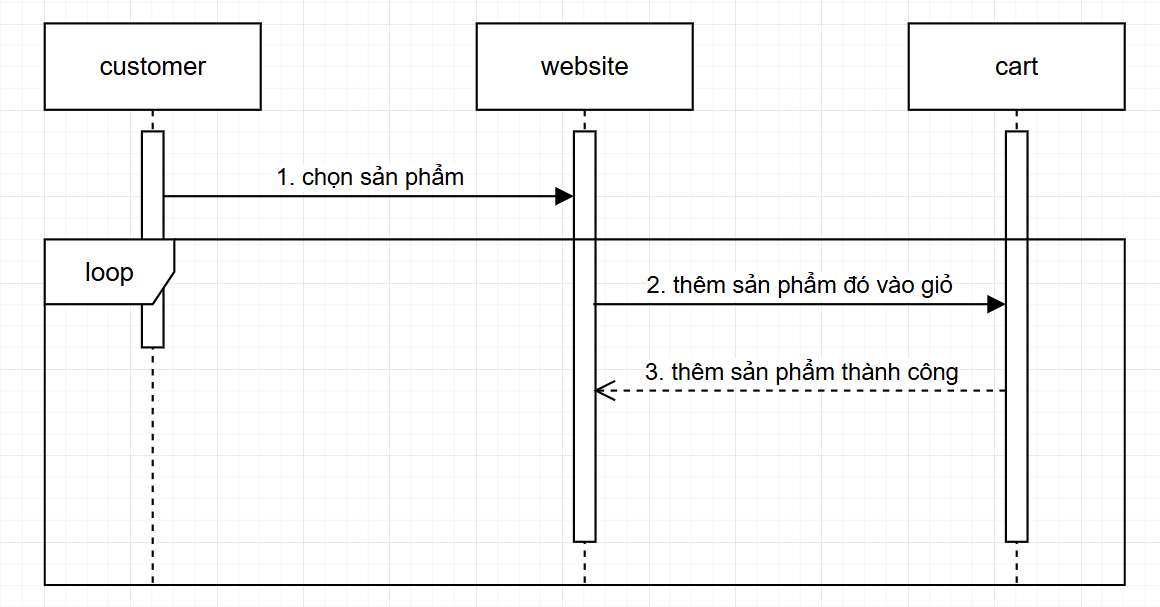 customer
website
cart
1. chọn sản phẩm
loop
2. thêm sản phẩm đó vào giỏ
3. thêm sản phẩm thành công